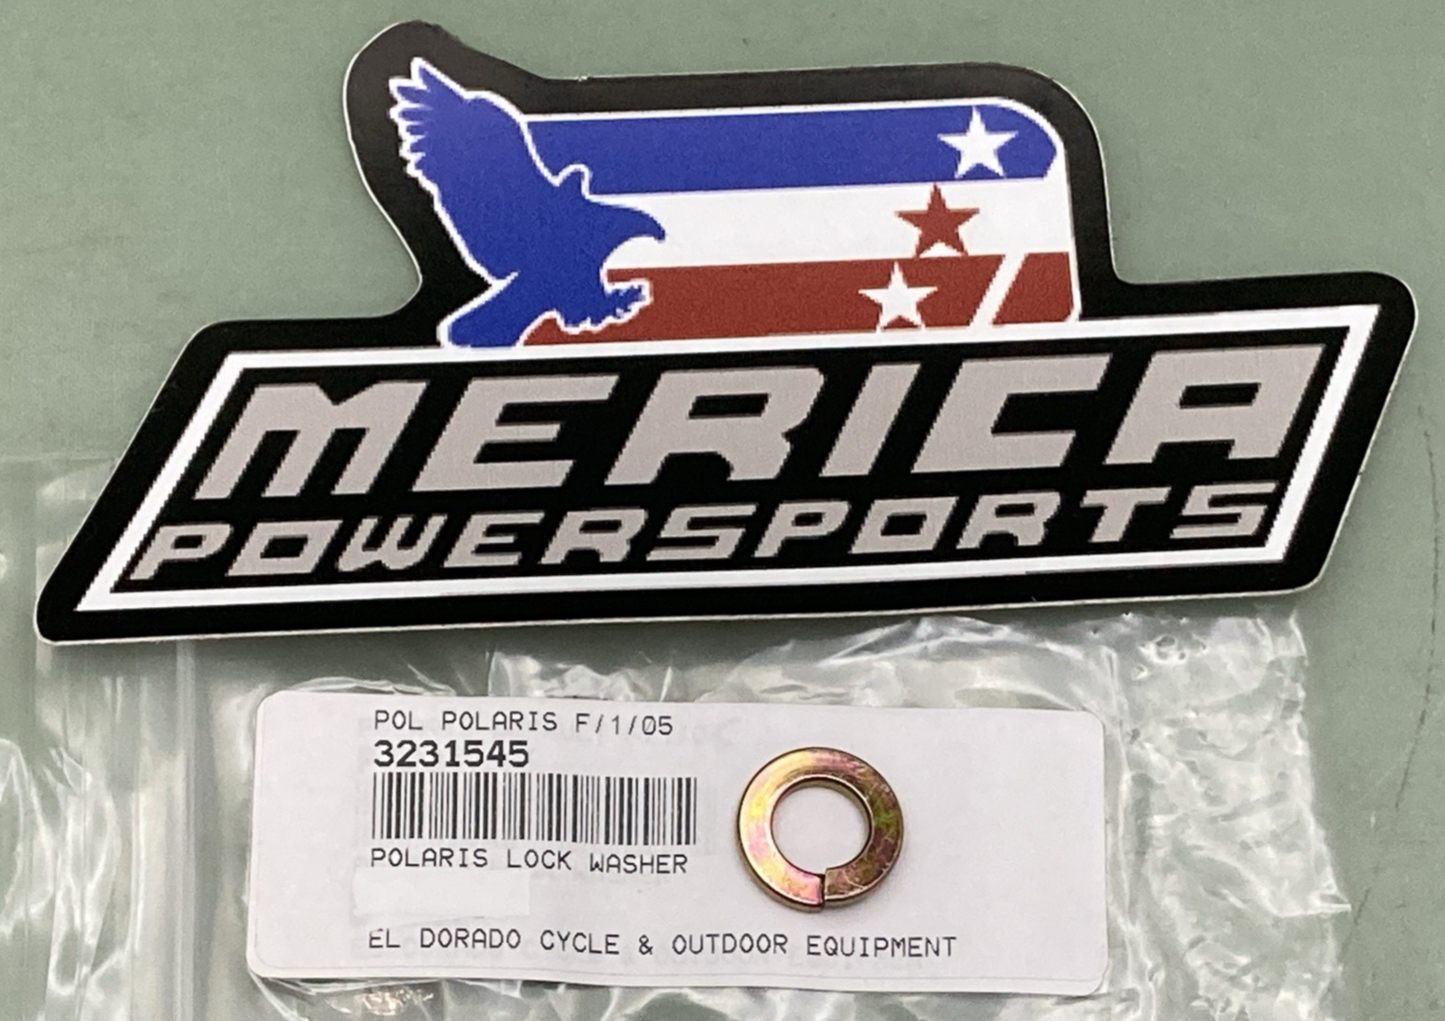 MERICA
POWERSPORTS
POL POLARIS F/1/05
3231545
POLARIS LOCK WASHER
EL DORADO CYCLE & OUTDOOR EQUIPMENT